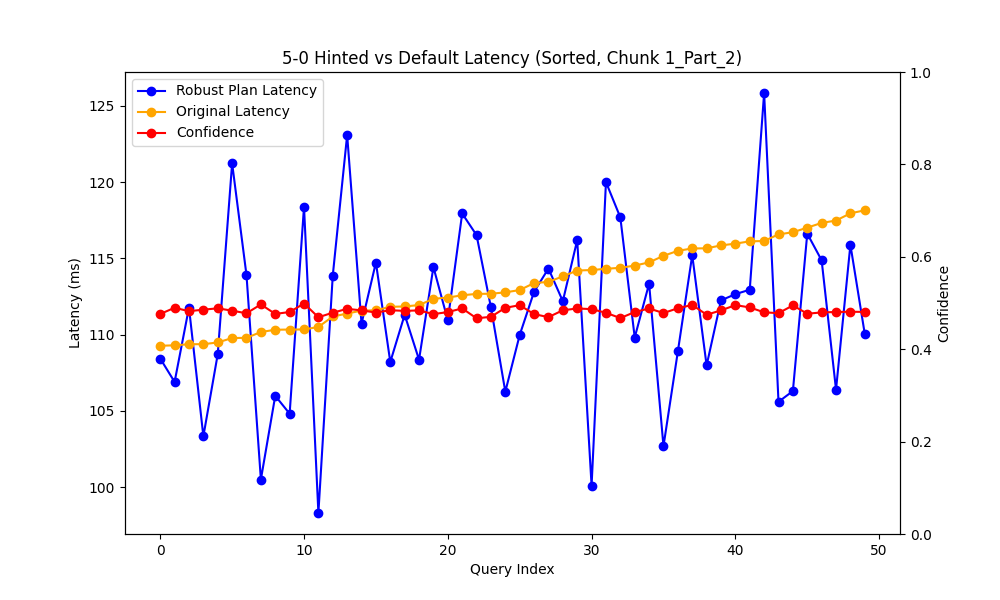 5-0 Hinted vs Default Latency (Sorted, Chunk 1_Part_2)
Robust Plan Latency
Original Latency
Confidence
Latency (ms)
125
120
115
110
105
100
1.0
0.8
0.6
0.4
0.2
0.0
Confidence
0 10 20 30 40 50
Query Index